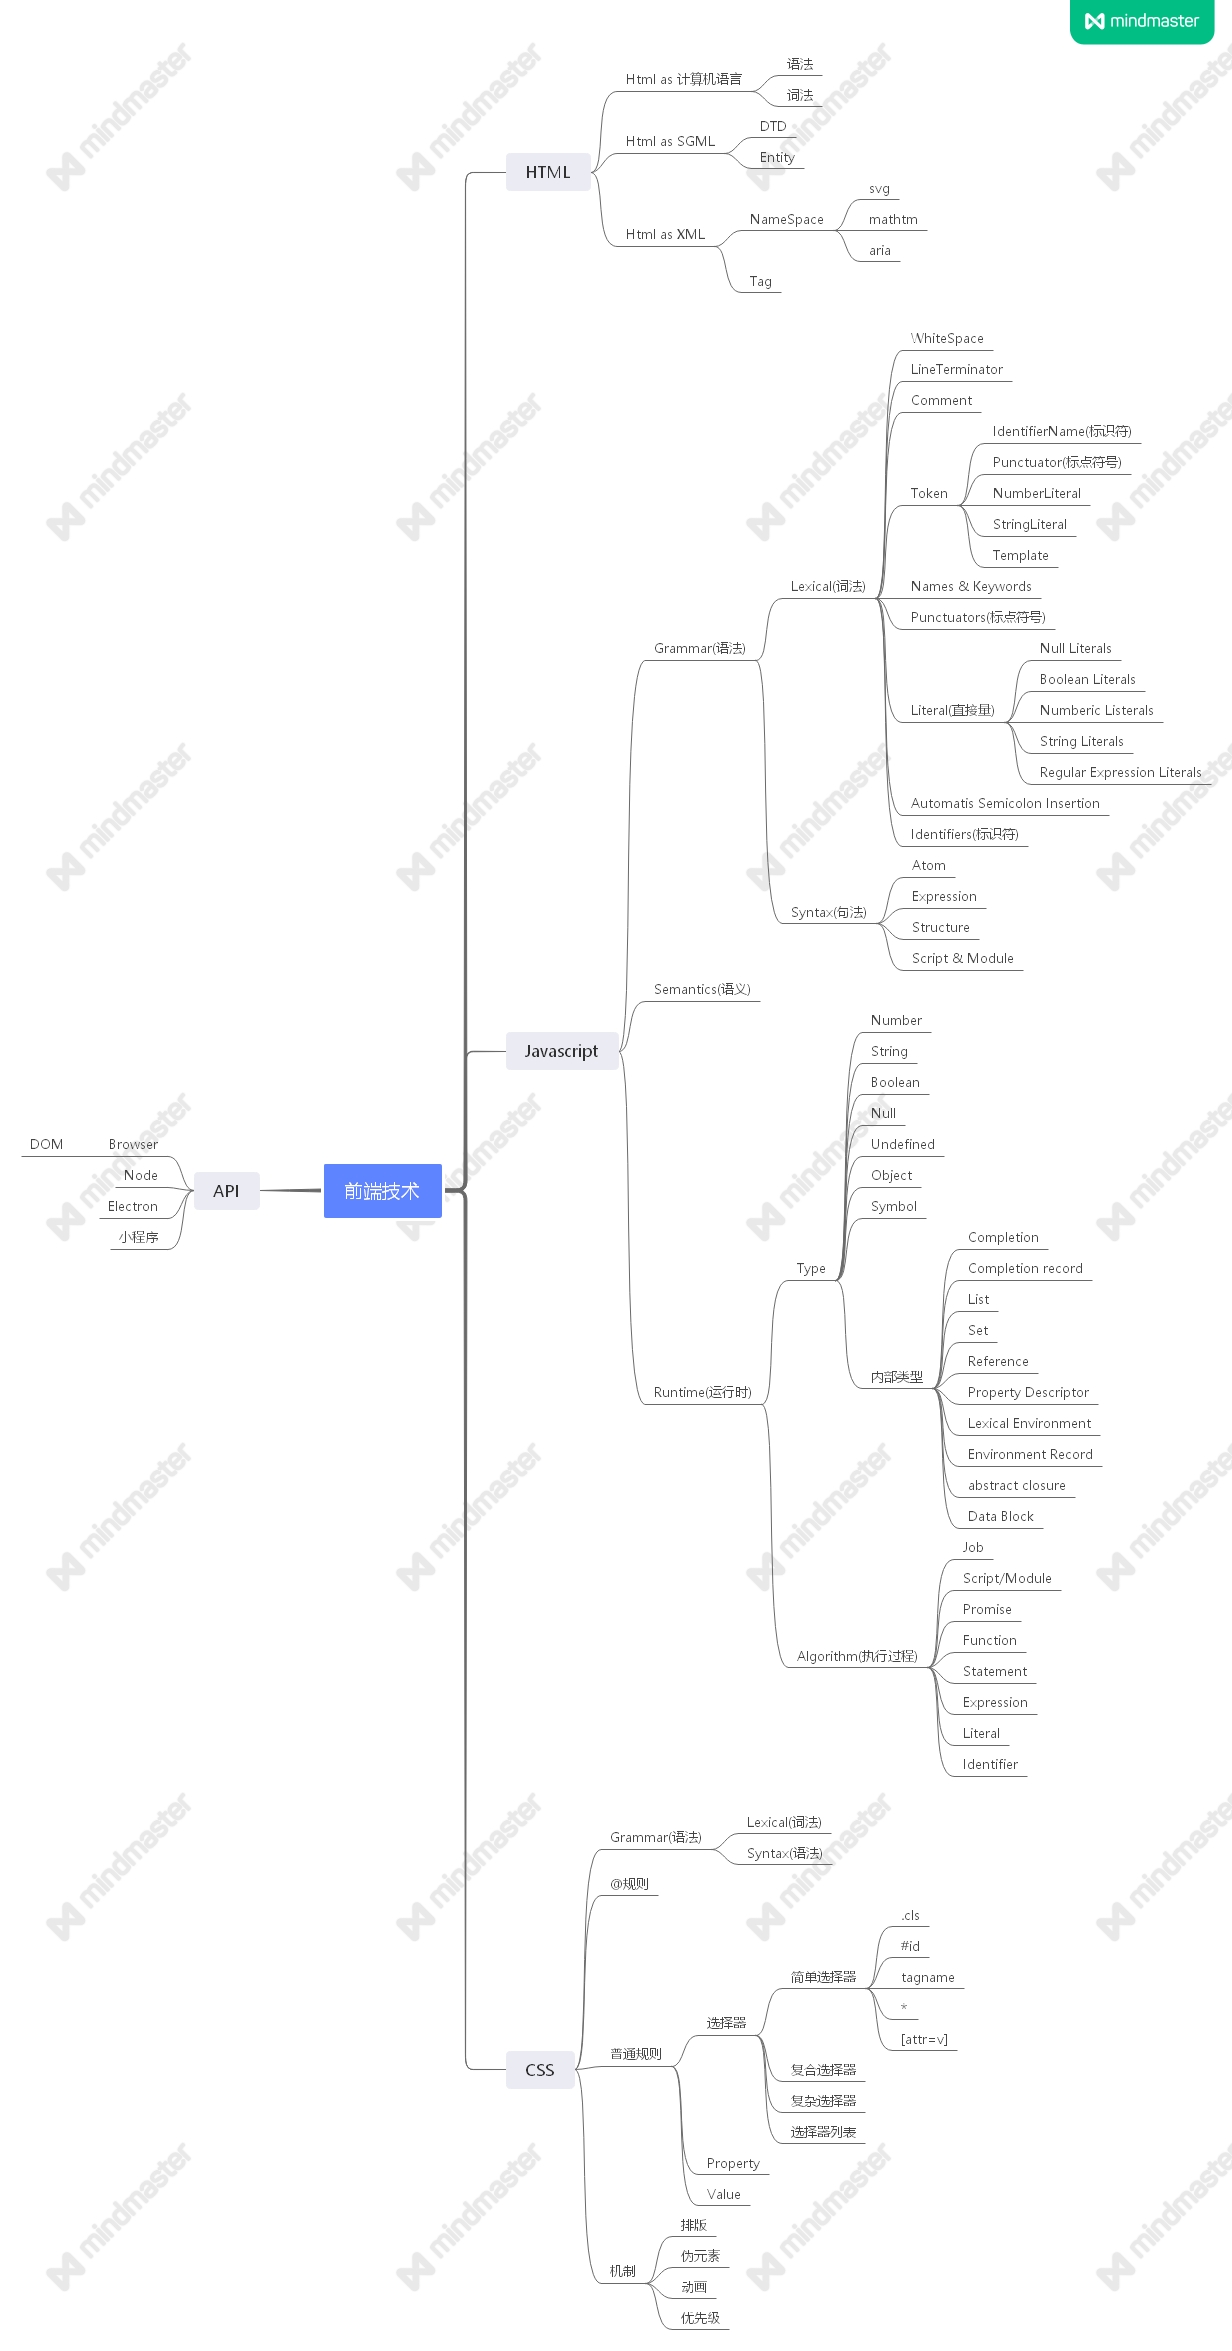 mindmaster
前端技术
HTML
Html as 计算机语言
语法
词法
Html as SGML
DTD
Entity
Html as XML
NameSpace
svg
mathtm
aria
Tag
Javascript
Grammar(语法)
Lexical(词法)
WhiteSpace
LineTerminator
Comment
Token
IdentifierName(标识符)
Punctuator(标点符号)
NumberLiteral
StringLiteral
Template
Names & Keywords
Punctuators(标点符号)
Literal(直接量)
Null Literals
Boolean Literals
Numberic Listerals
String Literals
Regular Expression Literals
Automatis Semicolon Insertion
Identifiers(标识符)
Syntax(句法)
Atom
Expression
Structure
Script & Module
Semantics(语义)
Runtime(运行时)
Type
Number
String
Boolean
Null
Undefined
Object
Symbol
内部类型
Completion
Completion record
List
Set
Reference
Property Descriptor
Lexical Environment
Environment Record
abstract closure
Data Block
Algorithm(执行过程)
Job
Script/Module
Promise
Function
Statement
Expression
Literal
Identifier
CSS
Grammar(语法)
Lexical(词法)
Syntax(语法)
@规则
普通规则
选择器
简单选择器
.cls
#id
tagname
*
[attr=v]
复合选择器
复杂选择器
选择器列表
Property
Value
机制
排版
伪元素
动画
优先级
API
Browser
DOM
Node
Electron
小程序